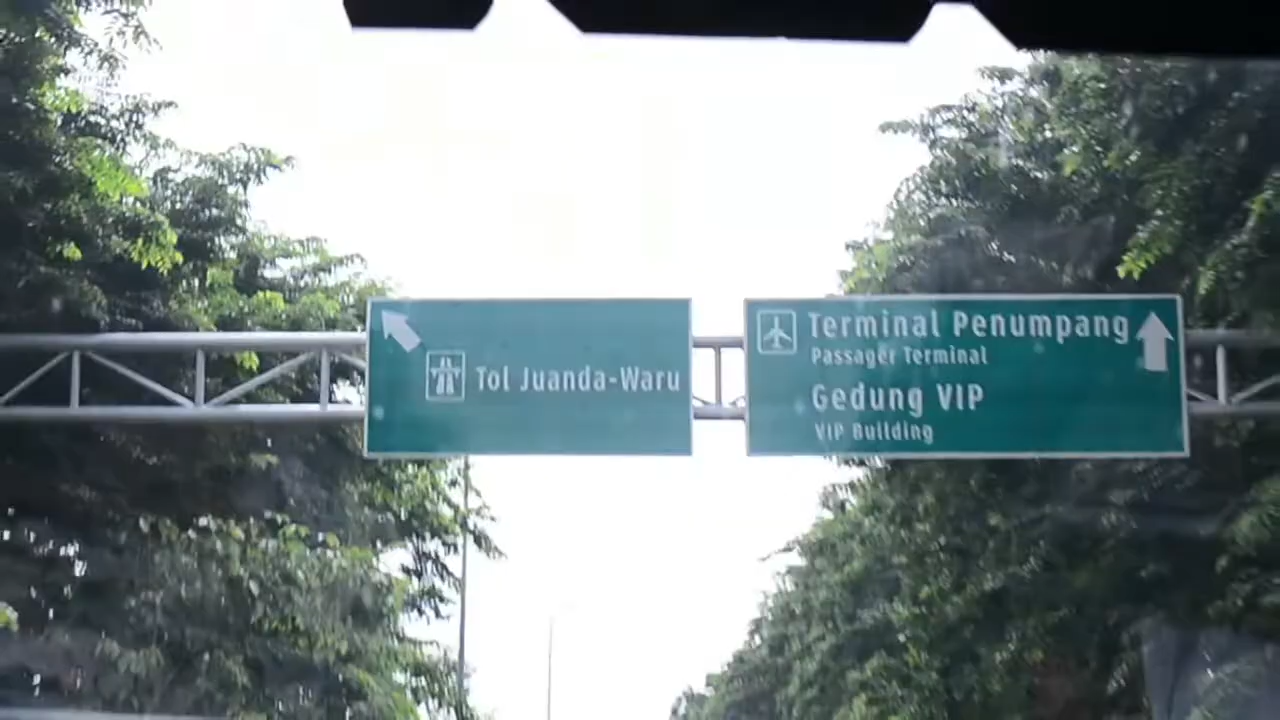 Tol Juanda-Waru
Terminal Penumpang
Passager Terminal
Gedung VIP
VIP Building